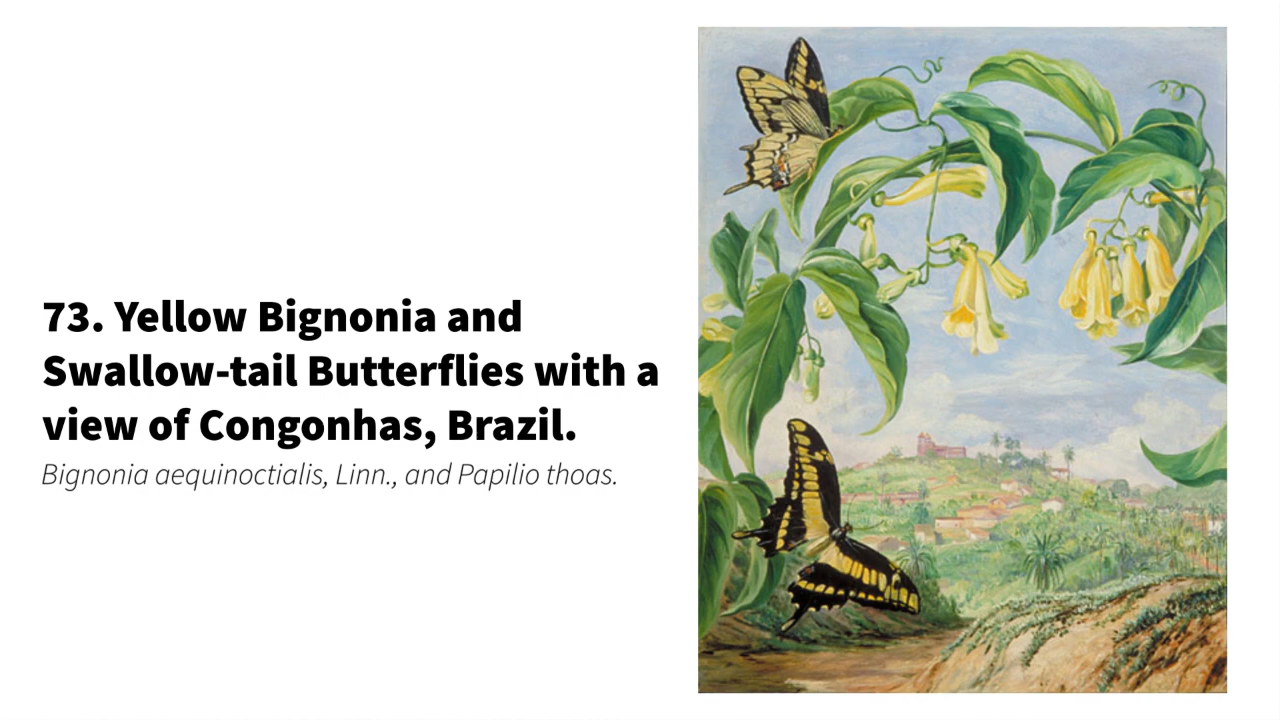 73. Yellow Bignonia and
Swallow-tail Butterflies with a
view of Congonhas, Brazil.
Bignonia aequinoctialis, Linn., and Papilio thoas.